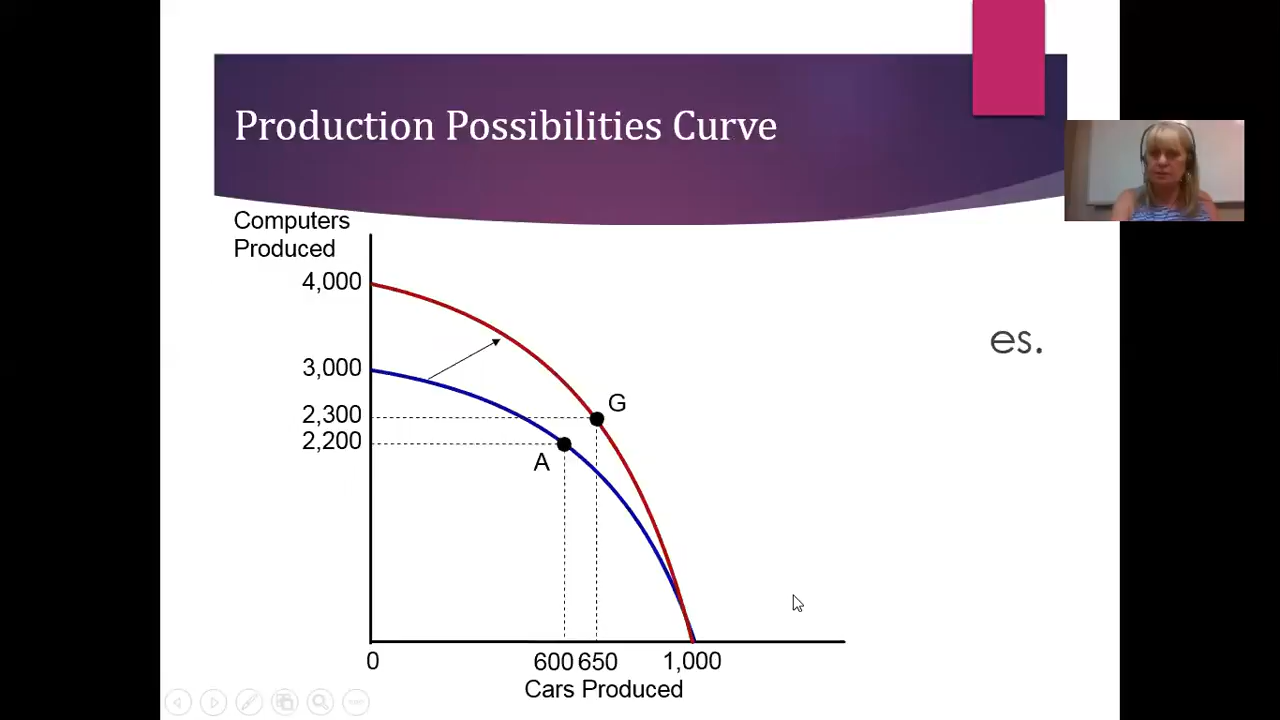 Production Possibilities Curve
Computers
Produced
4,000
es.
3,000
2,300
G
2,200
A
0
600 650
1,000
Cars Produced